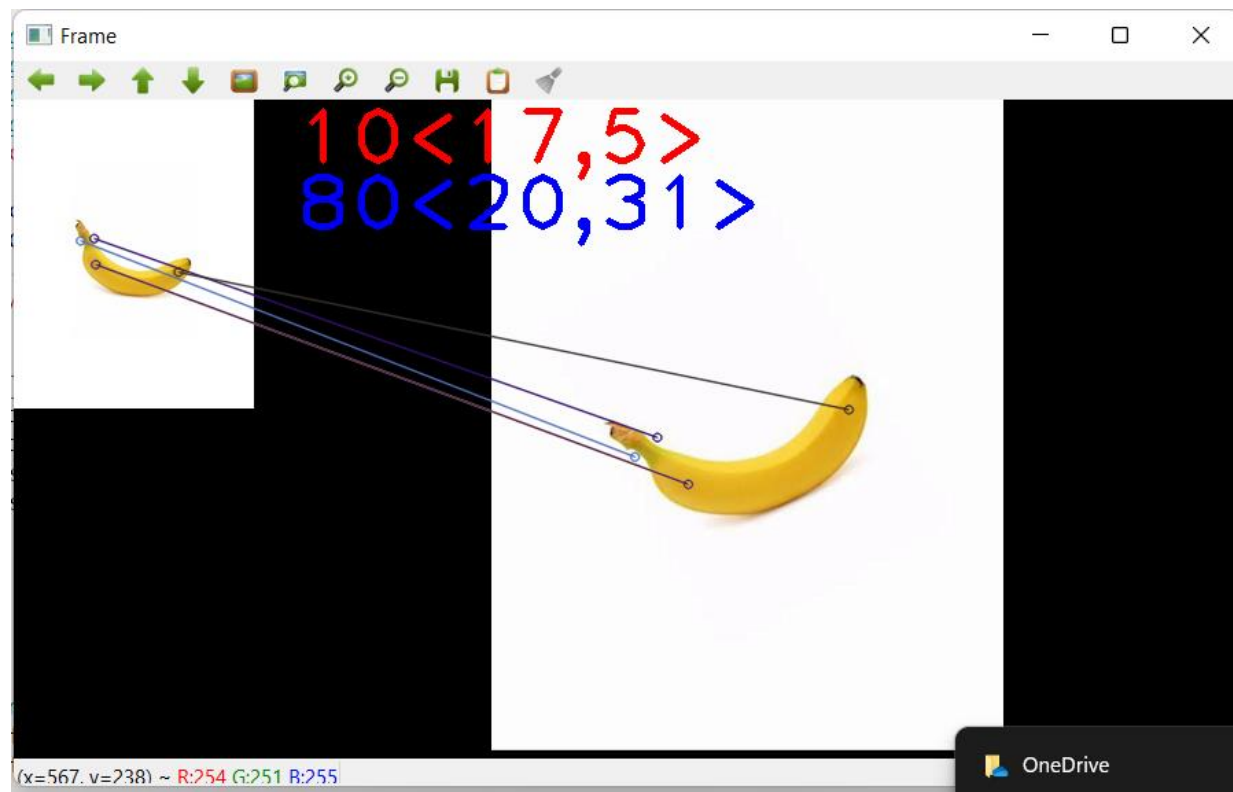 Frame
10<17,5>
80<20,31>
(x=567, y=238) ~ R:254 G:251 B:255
OneDrive